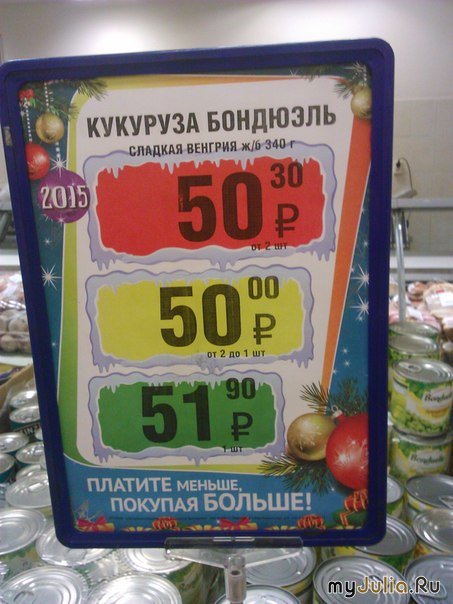 КУКУРУЗА БОНДЮЭЛЬ
СЛАДКАЯ ВЕНГРИЯ ж/б 340 г
2015
50 30 ₽
от 2 шт
50 00 ₽
от 2 до 1 шт
51 90 ₽
1 шт
ПЛАТИТЕ МЕНЬШЕ,
ПОКУПАЯ БОЛЬШЕ!
myJulia.Ru